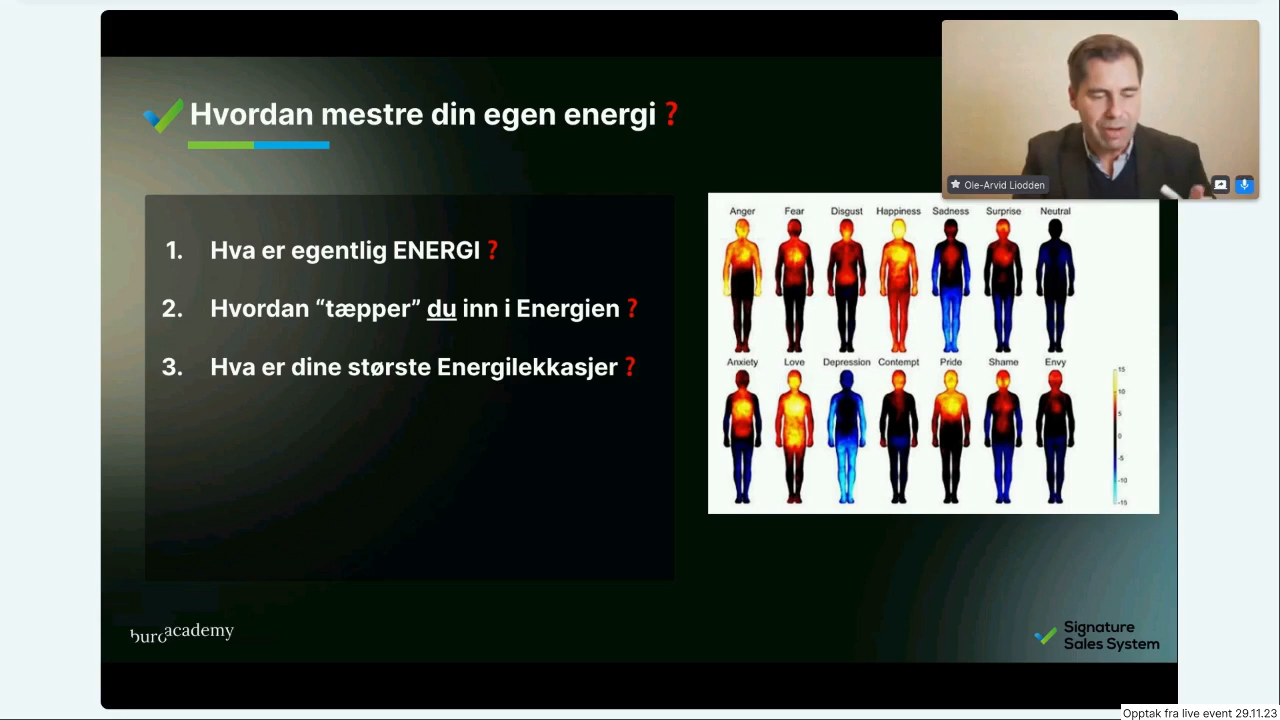 Hvordan mestre din egen energi ?
Ole-Arvid Liodden
1. Hva er egentlig ENERGI ?
2. Hvordan “tæpper” du inn i Energien ?
3. Hva er dine største Energilekkasjer ?
Anger Fear Disgust Happiness Sadness Surprise Neutral
Anxiety Love Depression Contempt Pride Shame Envy
15
10
5
0
-5
-10
-15
buro academy
Signature
Sales System
Opptak fra live event 29.11.23